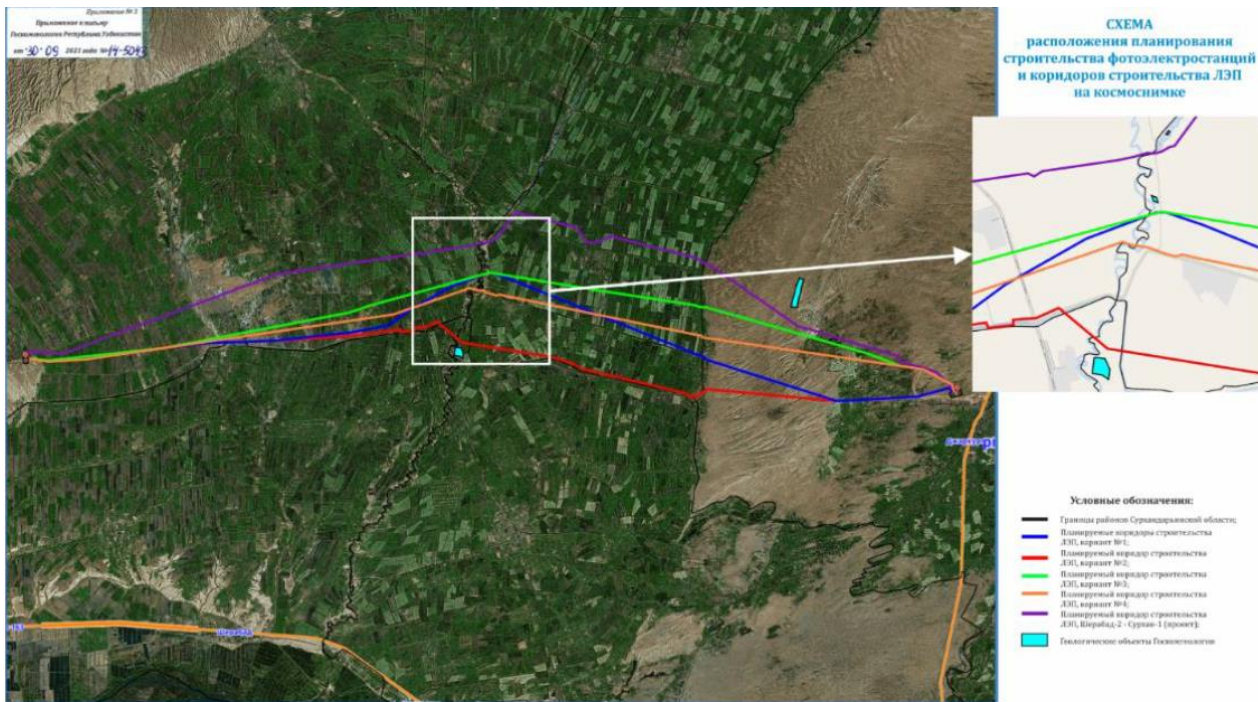 Приложение № 3
Приложение к письму
Госкомгеологии Республики Узбекистан
от "30" 09 2021 года №
СХЕМА
расположения планирования
строительства фотоэлектростанций
и коридоров строительства ЛЭП
на космоснимке
Условные обозначения:
Границы районов Сурхандарьинской области;
Планируемые коридоры строительства
ЛЭП, вариант №1;
Планируемый коридор строительства
ЛЭП, вариант №2;
Планируемый коридор строительства
ЛЭП, вариант №3;
Планируемый коридор строительства
ЛЭП, вариант №4;
Планируемый коридор строительства
ЛЭП, Шерабад-2 - Сурхан-1 (проект);
Геологические объекты Госкомгеологии